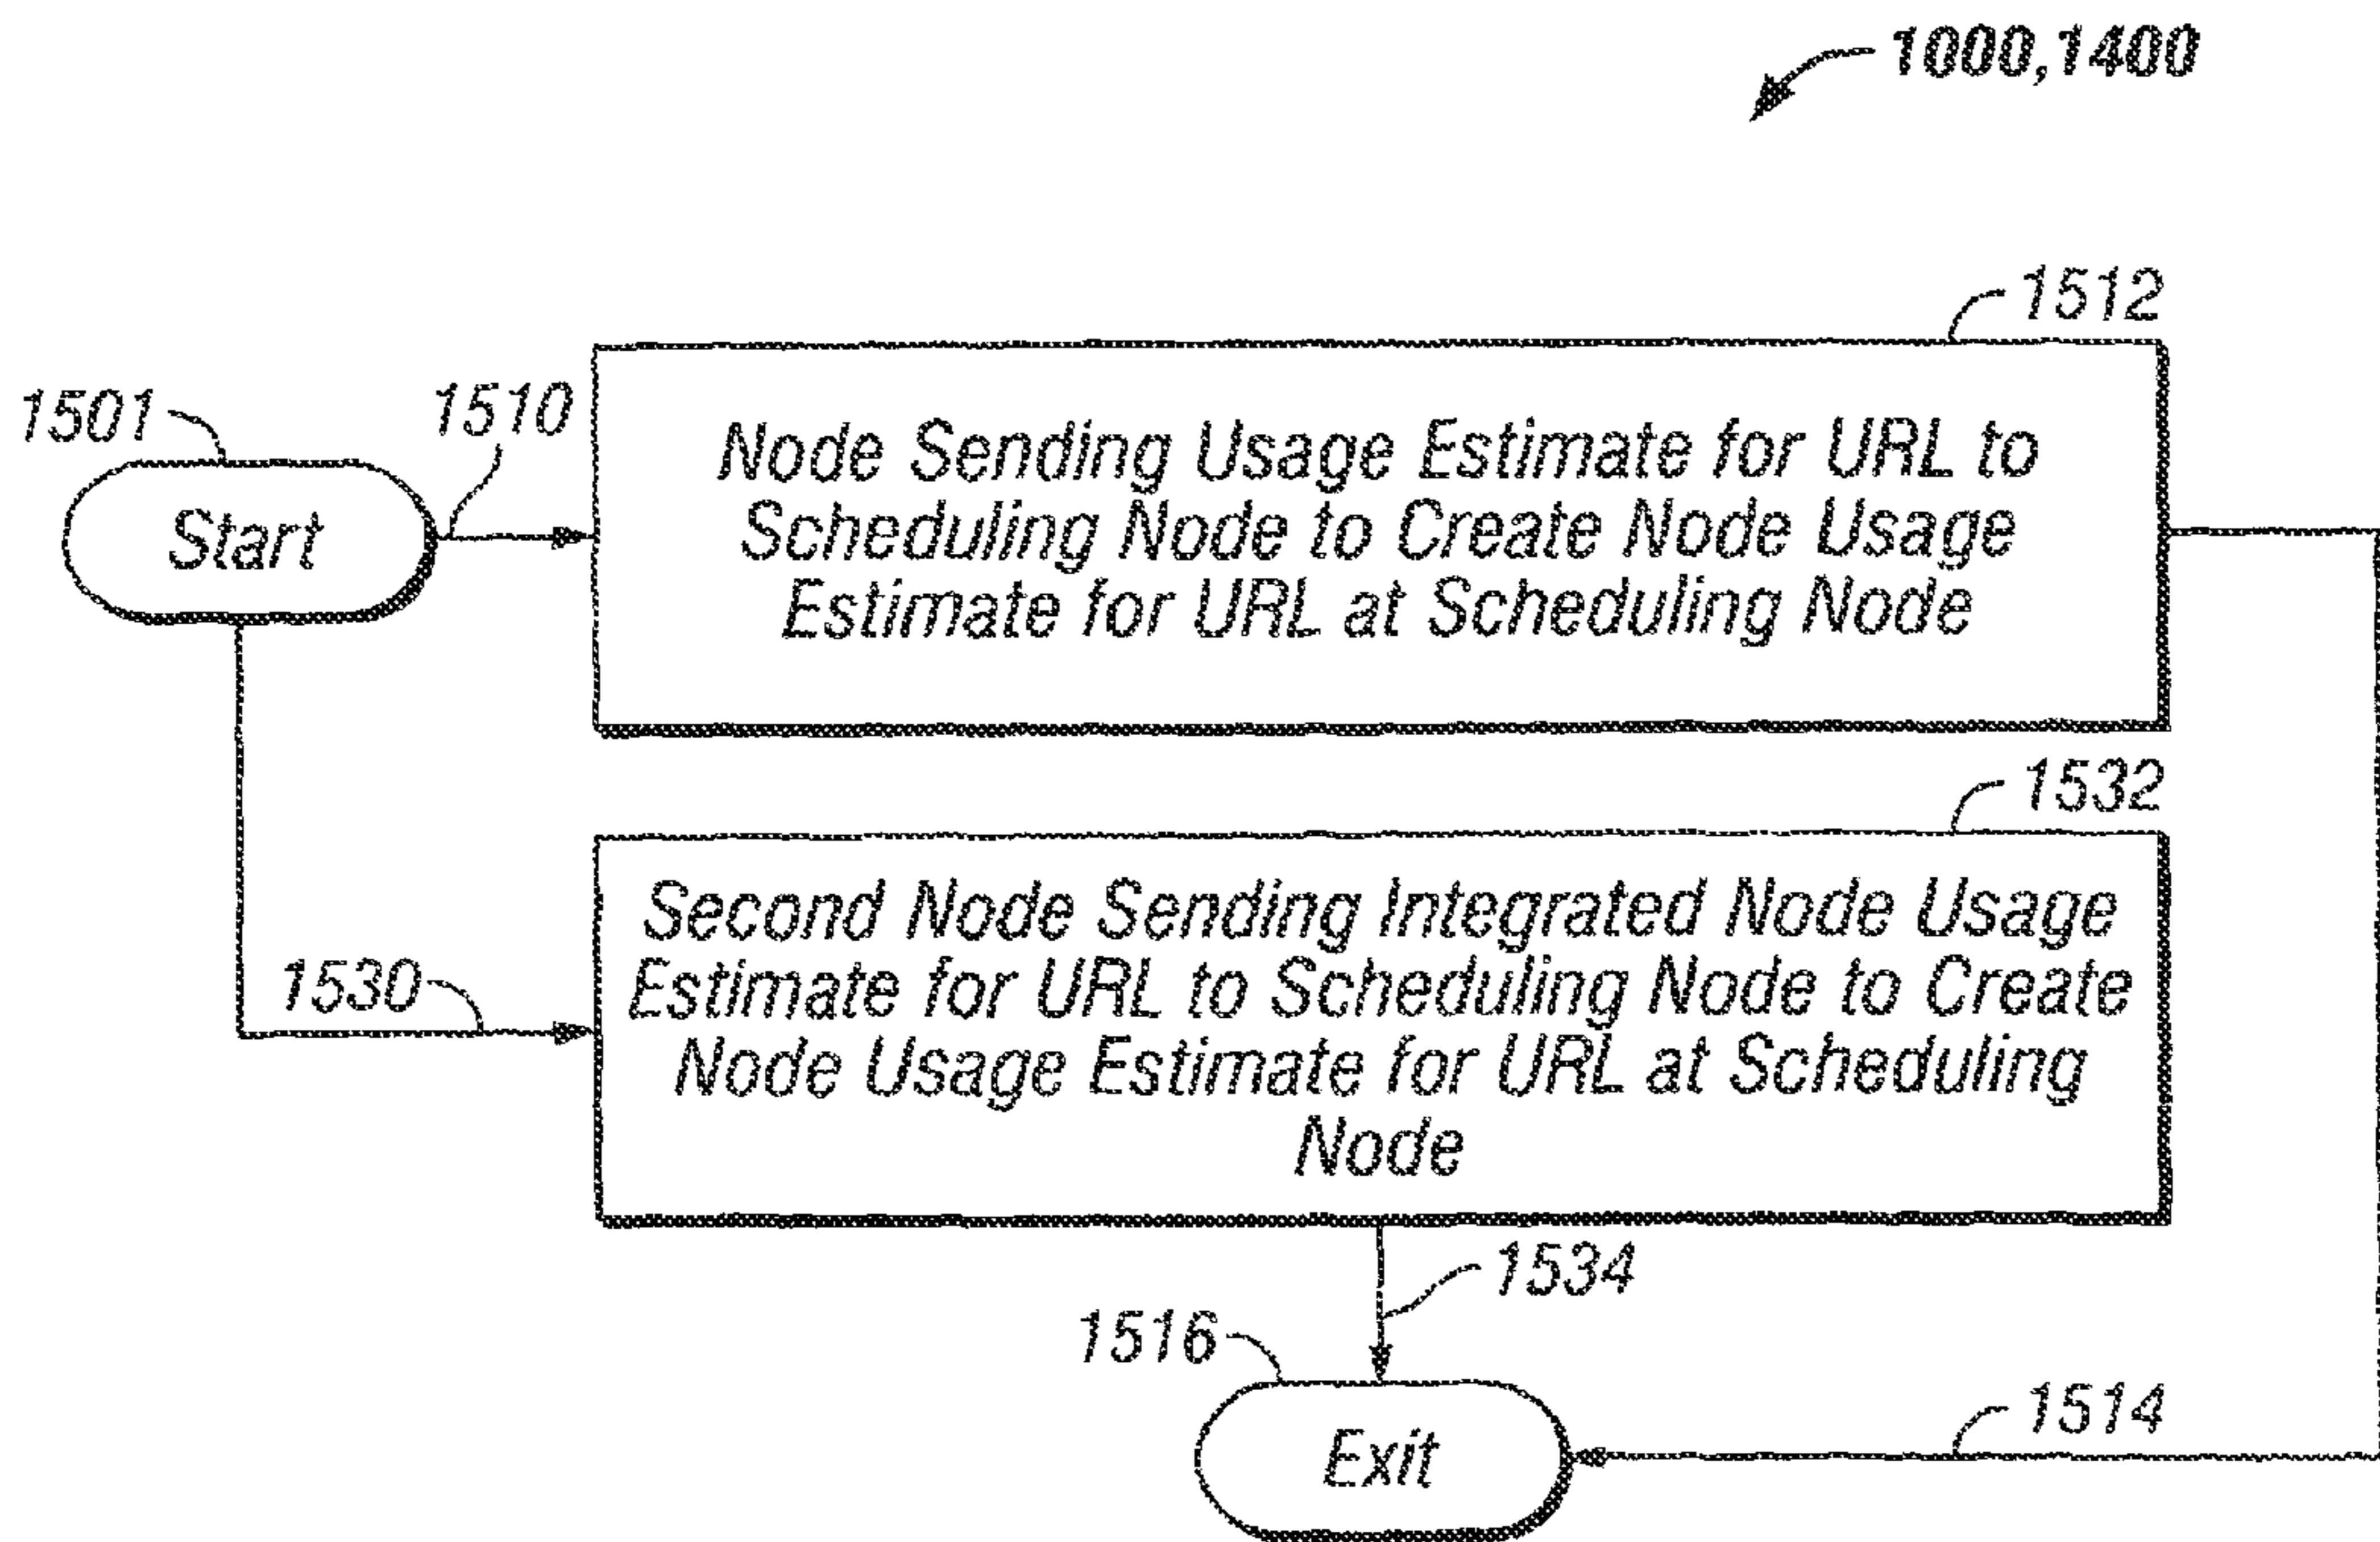 1000,1400
1512
1501
1510
Node Sending Usage Estimate for URL to
Scheduling Node to Create Node Usage
Estimate for URL at Scheduling Node
Start
1532
Second Node Sending Integrated Node Usage
Estimate for URL to Scheduling Node to Create
Node Usage Estimate for URL at Scheduling
Node
1530
1534
1516
1514
Exit